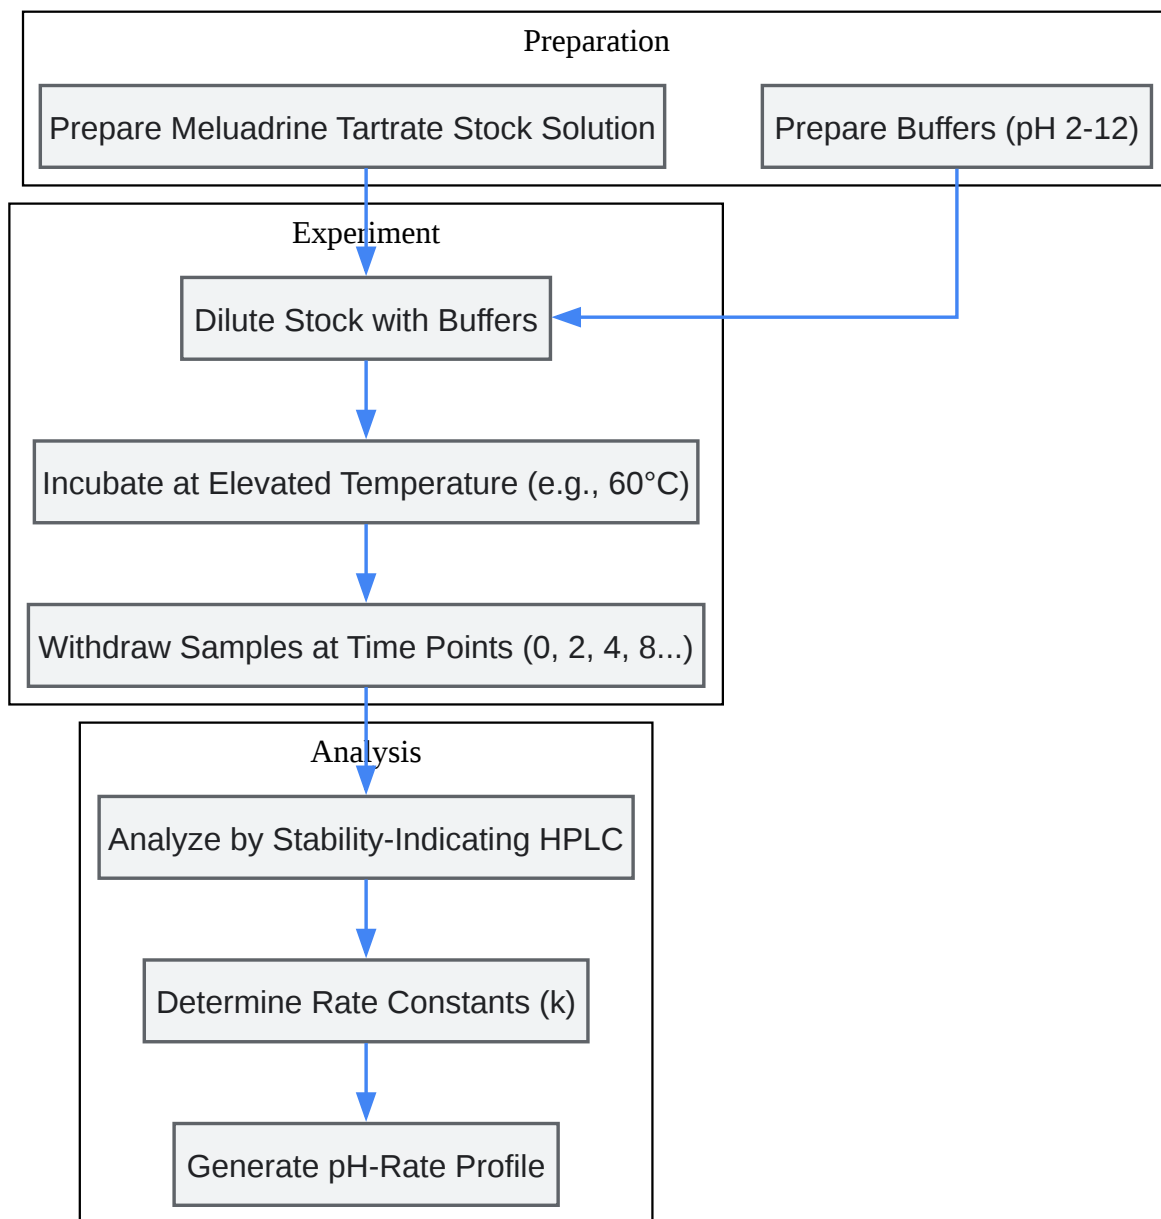 Preparation
Prepare Meluadrine Tartrate Stock Solution
Prepare Buffers (pH 2-12)
Experiment
Dilute Stock with Buffers
Incubate at Elevated Temperature (e.g., 60°C)
Withdraw Samples at Time Points (0, 2, 4, 8...)
Analysis
Analyze by Stability-Indicating HPLC
Determine Rate Constants (k)
Generate pH-Rate Profile